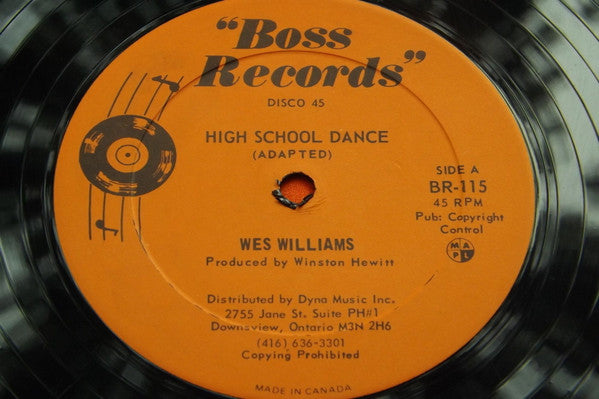 "Boss
Records"
DISCO 45
HIGH SCHOOL DANCE
(ADAPTED)
SIDE A
BR-115
45 RPM
Pub: Copyright
Control
M A P L
WES WILLIAMS
Produced by Winston Hewitt
Distributed by Dyna Music Inc.
2755 Jane St. Suite PH#1
Downsview, Ontario M3N 2H6
(416) 636-3301
Copying Prohibited
MADE IN CANADA